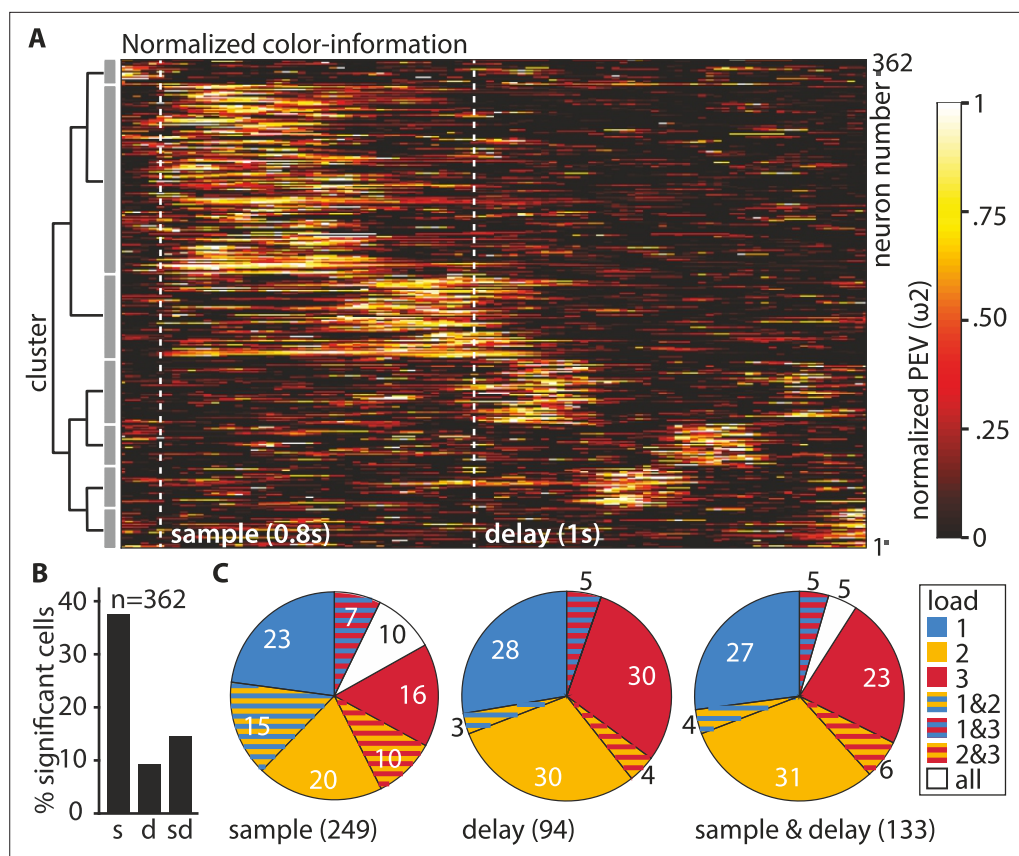 A
Normalized color-information
362
neuron number
1
cluster
sample (0.8s)
delay (1s)
1
.75
.50
.25
0
normalized PEV (ω2)
B
n=362
40
30
20
10
0
% significant cells
s d sd
C
7
10
16
10
20
15
23
sample (249)
5
30
4
30
3
28
delay (94)
5
5
23
6
31
4
27
sample & delay (133)
load
1
2
3
1&2
1&3
2&3
all